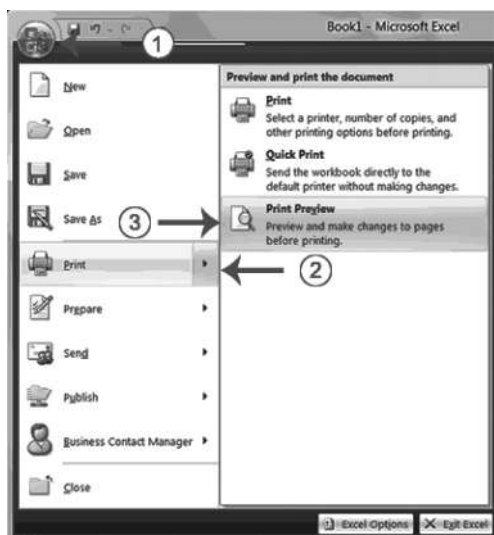 Book1 - Microsoft Excel
1
New
Open
Save
Save As
Print
Prepare
Send
Publish
Business Contact Manager
Close
Preview and print the document
Print
Select a printer, number of copies, and
other printing options before printing.
Quick Print
Send the workbook directly to the
default printer without making changes.
3
Print Preview
Preview and make changes to pages
before printing.
2
Excel Options
Exit Excel